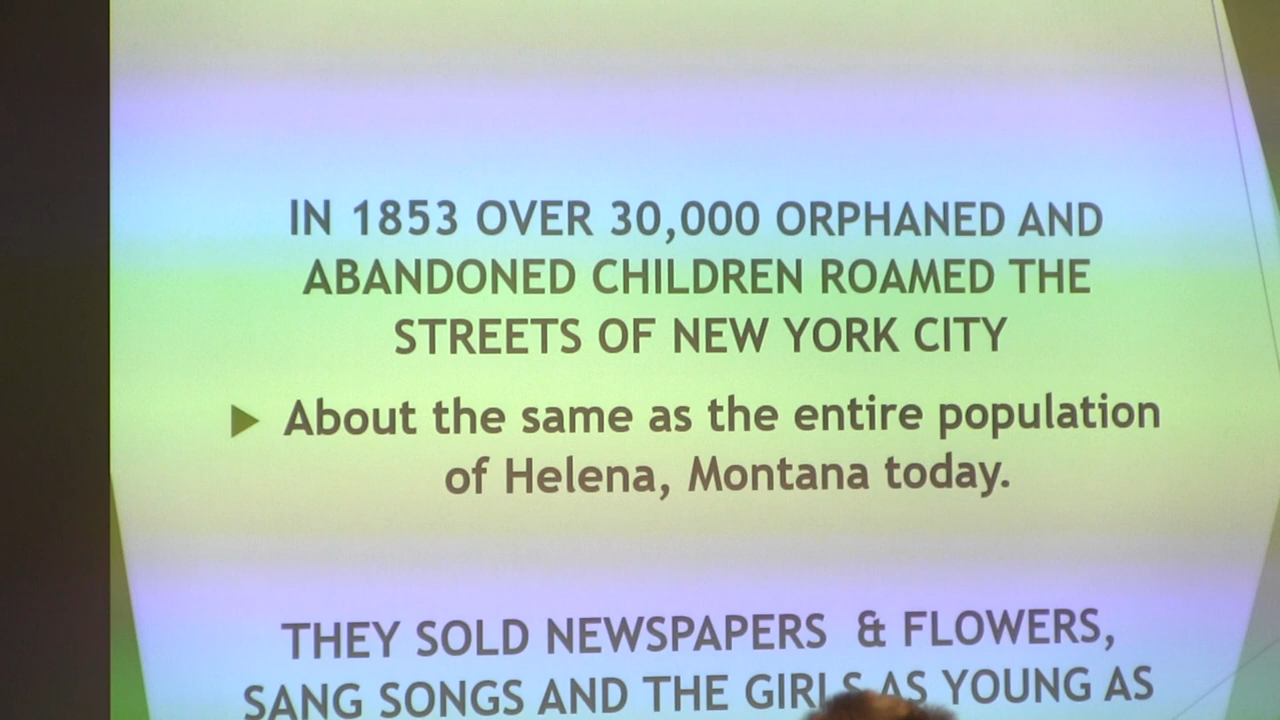 IN 1853 OVER 30,000 ORPHANED AND
ABANDONED CHILDREN ROAMED THE
STREETS OF NEW YORK CITY
About the same as the entire population
of Helena, Montana today.
THEY SOLD NEWSPAPERS & FLOWERS,
SANG SONGS AND THE GIRLS AS YOUNG AS